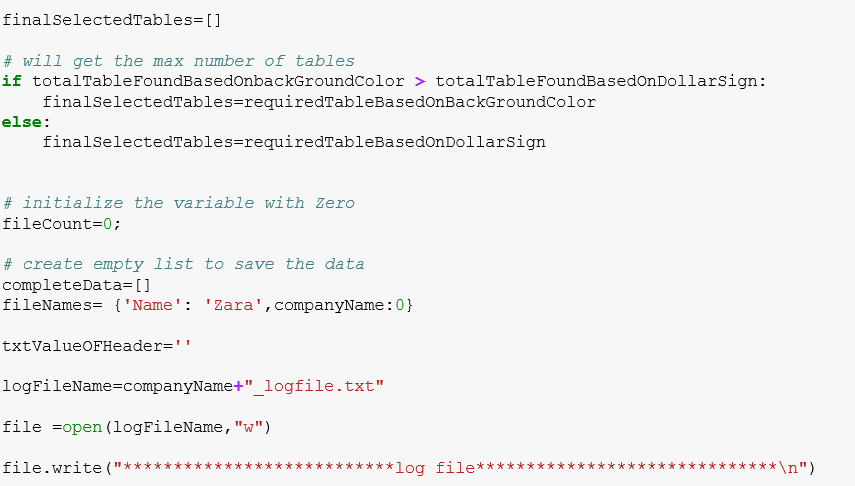 finalSelectedTables=[]
# will get the max number of tables
if totalTableFoundBasedOnbackGroundColor > totalTableFoundBasedOnDollarSign:
    finalSelectedTables=requiredTableBasedOnBackGroundColor
else:
    finalSelectedTables=requiredTableBasedOnDollarSign
# initialize the variable with Zero
fileCount=0;
# create empty list to save the data
completeData=[]
fileNames= {'Name': 'Zara',companyName:0}
txtValueOFHeader=''
logFileName=companyName+"_logfile.txt"
file =open(logFileName,"w")
file.write("***************************log file******************************\n")